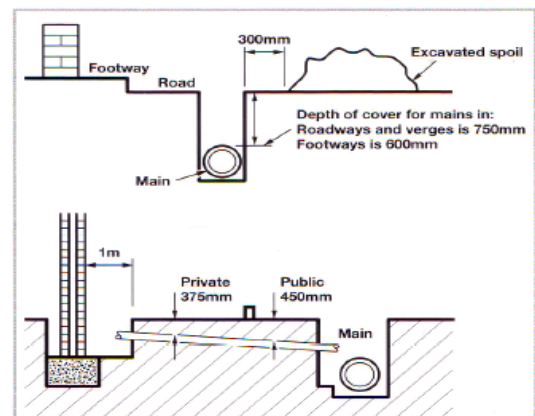 300mm
Excavated spoil
Footway
Road
Depth of cover for mains in:
Roadways and verges is 750mm
Footways is 600mm
Main
1m
Private
375mm
Public
450mm
Main